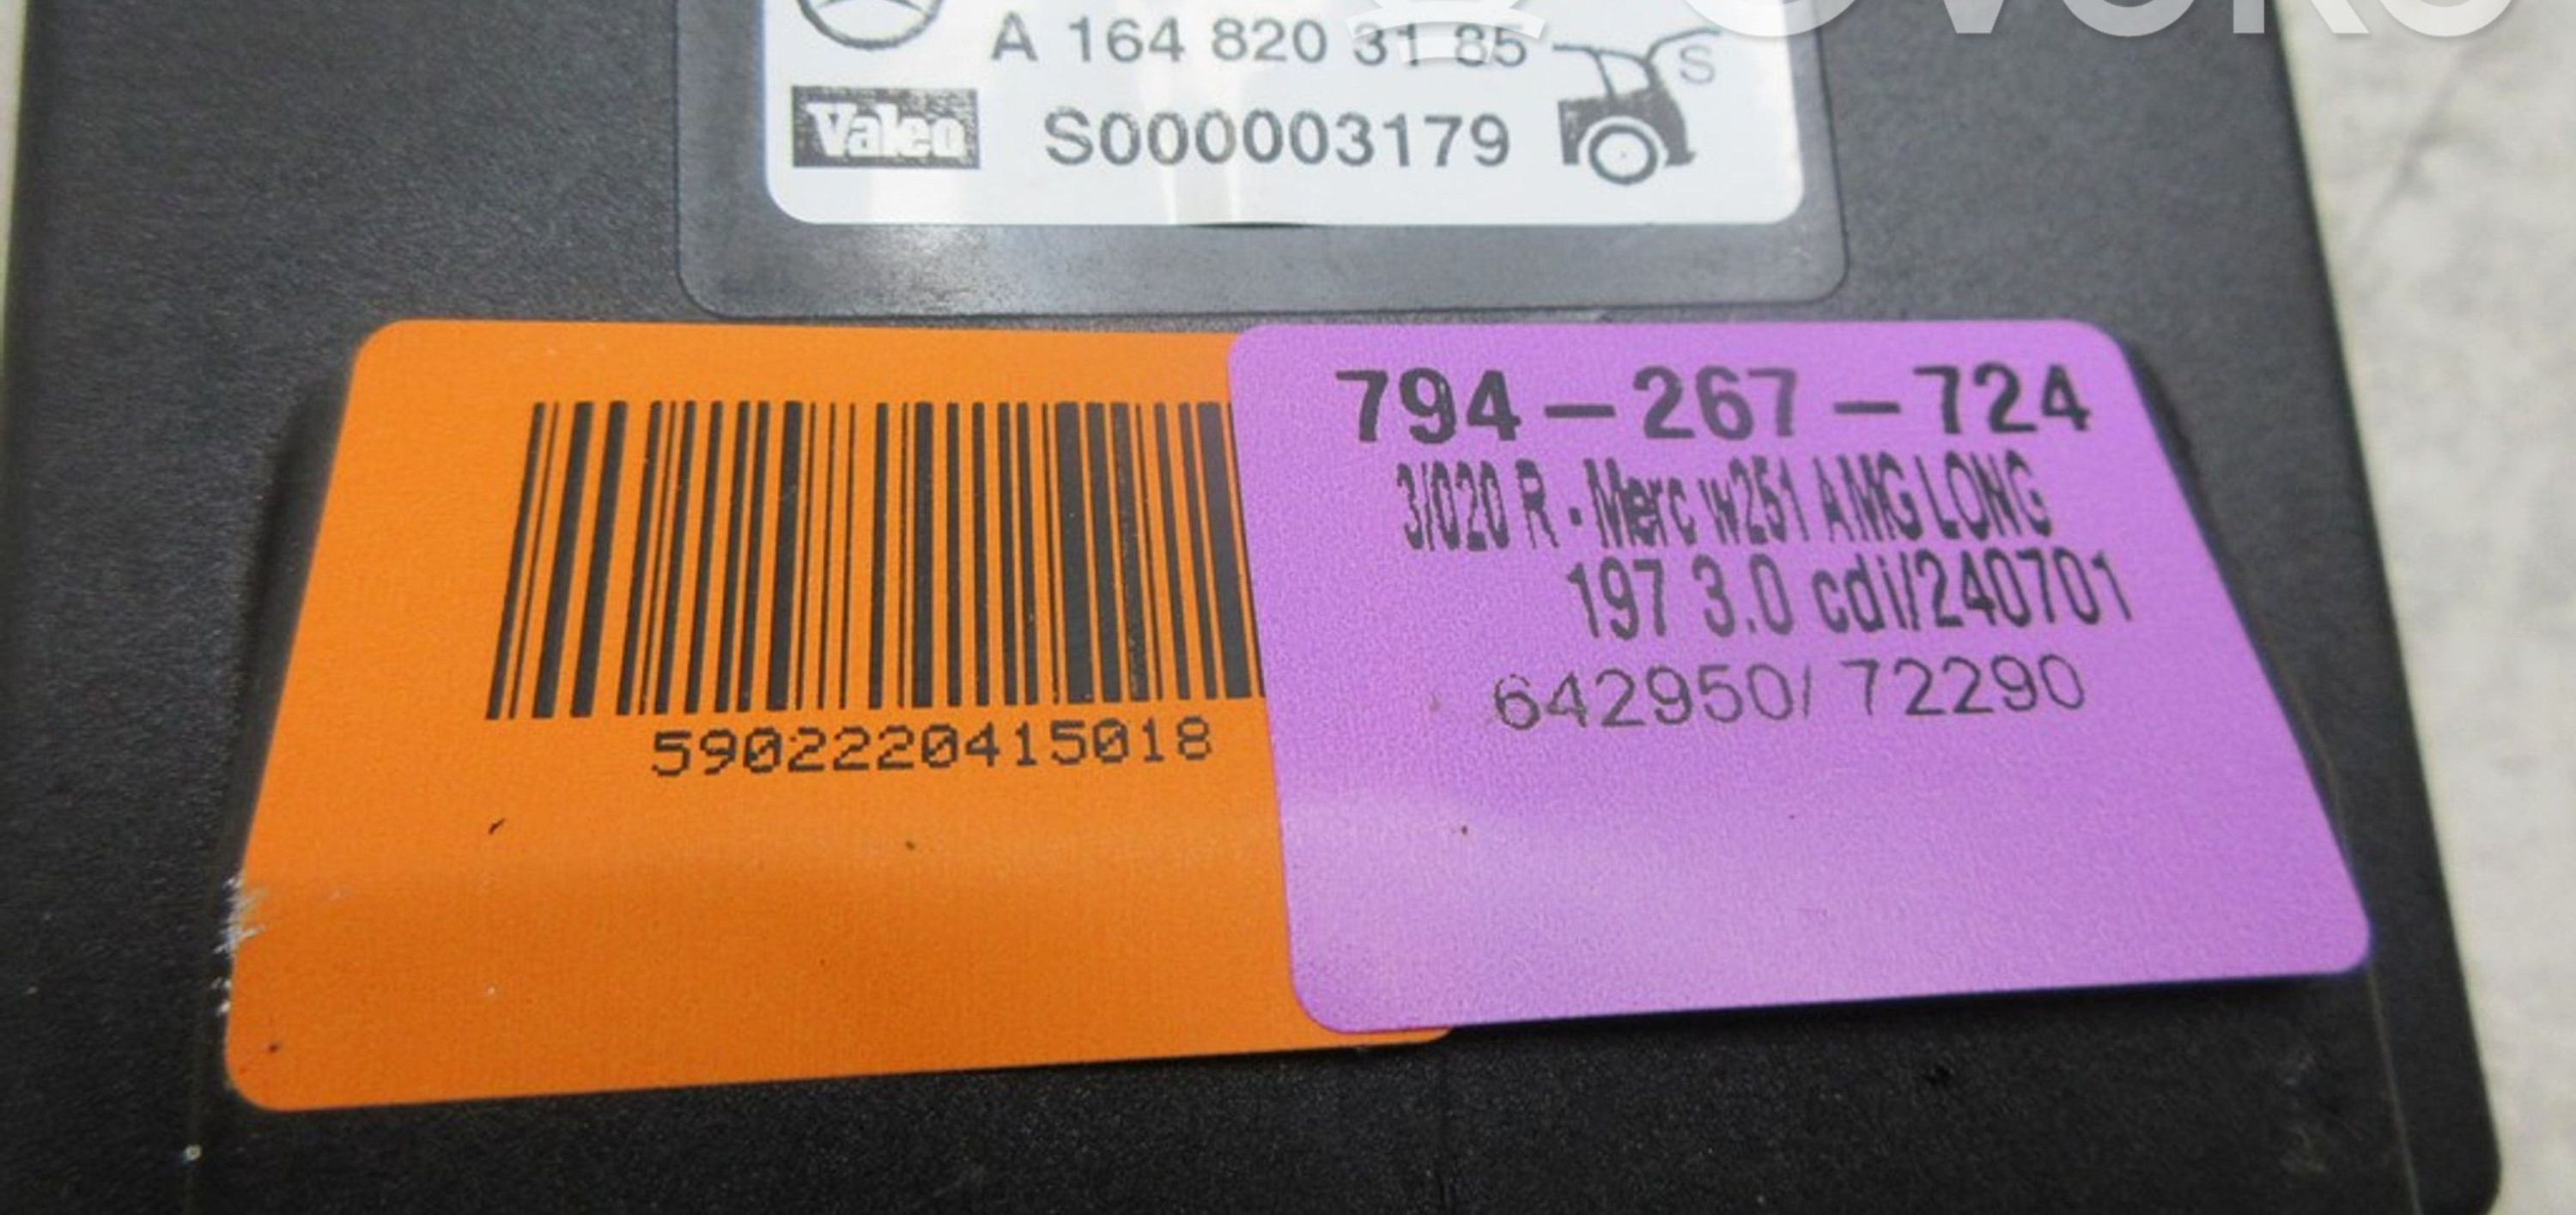 A 164 820 31 85
S
Valeo
S000003179
5902220415018
794-267-724
3/020 R - Merc w251 AMG LONG
197 3.0 cdi/240701
642950/ 72290